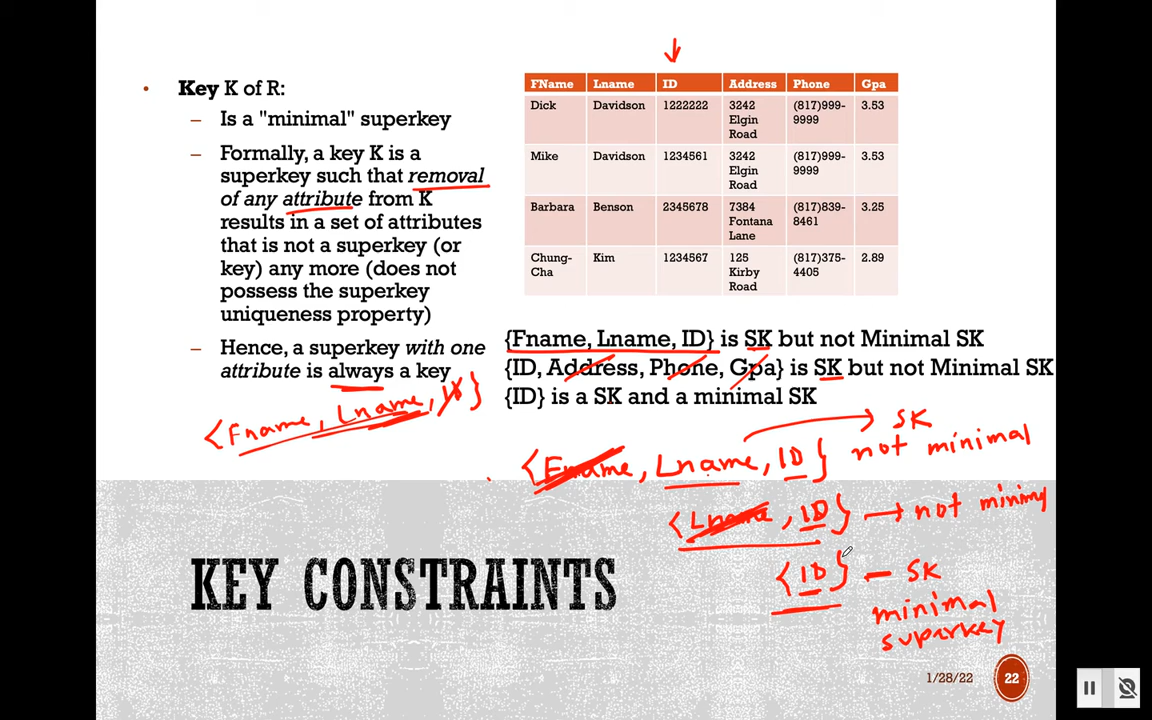 • Key K of R:
– Is a "minimal" superkey
– Formally, a key K is a
superkey such that removal
of any attribute from K
results in a set of attributes
that is not a superkey (or
key) any more (does not
possess the superkey
uniqueness property)
– Hence, a superkey with one
attribute is always a key
{Fname, Lname, ID}
FName Lname ID Address Phone Gpa
Dick Davidson 1222222 3242 (817)999- 3.53
Elgin 9999
Road
Mike Davidson 1234561 3242 (817)999- 3.53
Elgin 9999
Road
Barbara Benson 2345678 7384 (817)839- 3.25
Fontana 8461
Lane
Chung- Kim 1234567 125 (817)375- 2.89
Cha Kirby 4405
Road
{Fname, Lname, ID} is SK but not Minimal SK
{ID, Address, Phone, Gpa} is SK but not Minimal SK
{ID} is a SK and a minimal SK
SK
{Fname, Lname, ID} not minimal
{Lname, ID} → not minimal
{ID} – SK
minimal
superkey
KEY CONSTRAINTS
1/28/22 22